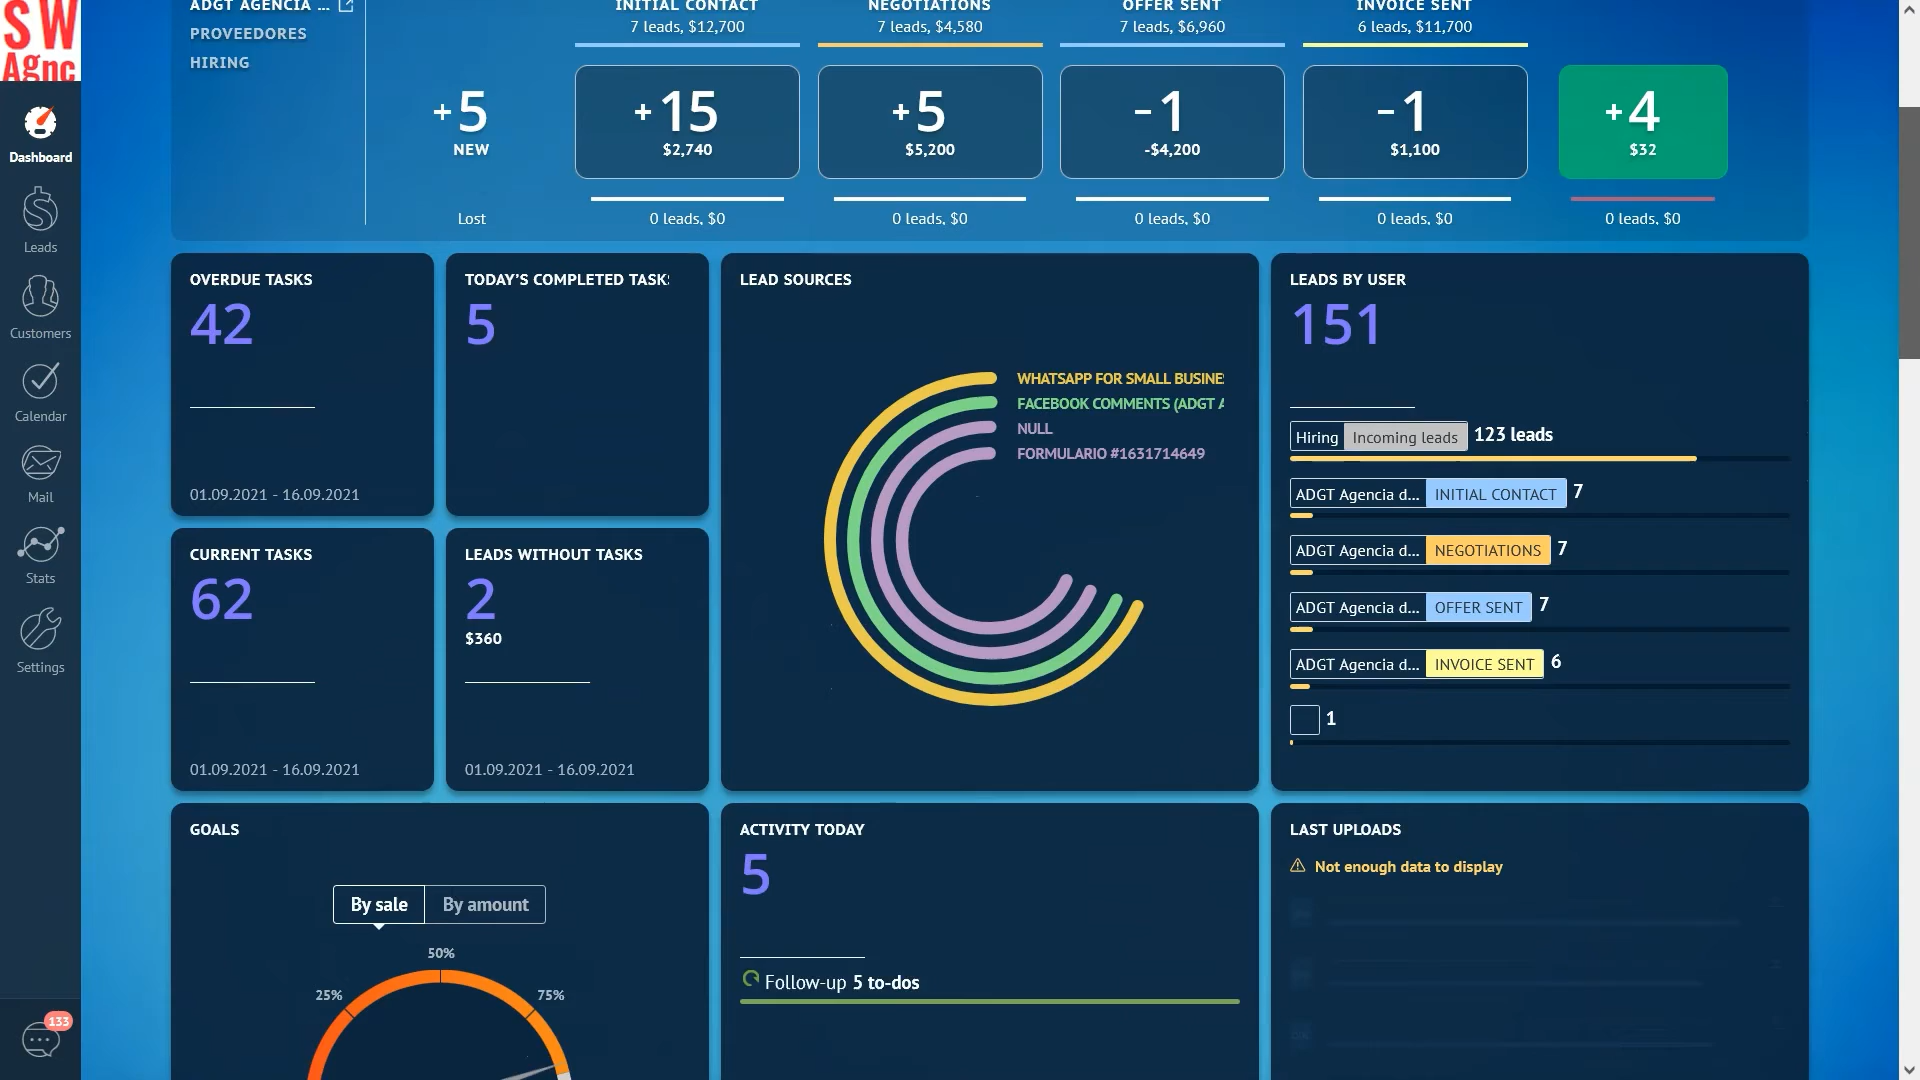 SW
Agnc
ADGT AGENCIA ...
PROVEEDORES
HIRING
INITIAL CONTACT
7 leads, $12,700
NEGOTIATIONS
7 leads, $4,580
OFFER SENT
7 leads, $6,960
INVOICE SENT
6 leads, $11,700
+5
NEW
+15
$2,740
+5
$5,200
-1
-$4,200
-1
$1,100
+4
$32
Lost
0 leads, $0
0 leads, $0
0 leads, $0
0 leads, $0
0 leads, $0
Dashboard
Leads
Customers
Calendar
Mail
Stats
Settings
133
OVERDUE TASKS
42
01.09.2021 - 16.09.2021
TODAY’S COMPLETED TASK
5
LEAD SOURCES
WHATSAPP FOR SMALL BUSINE
FACEBOOK COMMENTS (ADGT A
NULL
FORMULARIO #1631714649
LEADS BY USER
151
Hiring Incoming leads 123 leads
ADGT Agencia d... INITIAL CONTACT 7
ADGT Agencia d... NEGOTIATIONS 7
ADGT Agencia d... OFFER SENT 7
ADGT Agencia d... INVOICE SENT 6
1
CURRENT TASKS
62
01.09.2021 - 16.09.2021
LEADS WITHOUT TASKS
2
$360
01.09.2021 - 16.09.2021
GOALS
By sale By amount
50%
25%
75%
ACTIVITY TODAY
5
Follow-up 5 to-dos
LAST UPLOADS
Not enough data to display